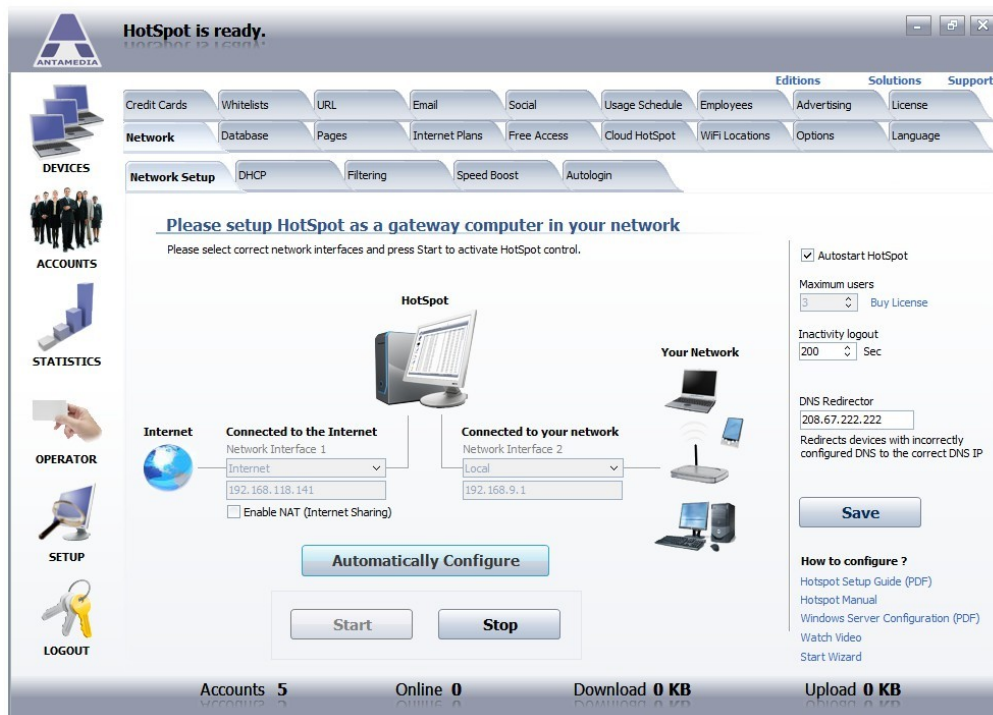 HotSpot is ready.
ANTAMEDIA
Editions Solutions Support
Credit Cards Whitelists URL Email Social Usage Schedule Employees Advertising License
Network Database Pages Internet Plans Free Access Cloud HotSpot WiFi Locations Options Language
Network Setup DHCP Filtering Speed Boost Autologin
DEVICES
ACCOUNTS
STATISTICS
OPERATOR
SETUP
LOGOUT
Please setup HotSpot as a gateway computer in your network
Please select correct network interfaces and press Start to activate HotSpot control.
HotSpot
Your Network
Internet
Connected to the Internet
Network Interface 1
Internet
192.168.118.141
Enable NAT (Internet Sharing)
Connected to your network
Network Interface 2
Local
192.168.9.1
Automatically Configure
Start Stop
Autostart HotSpot
Maximum users
3 Buy License
Inactivity logout
200 Sec
DNS Redirector
208.67.222.222
Redirects devices with incorrectly
configured DNS to the correct DNS IP
Save
How to configure ?
Hotspot Setup Guide (PDF)
Hotspot Manual
Windows Server Configuration (PDF)
Watch Video
Start Wizard
Accounts 5 Online 0 Download 0 KB Upload 0 KB